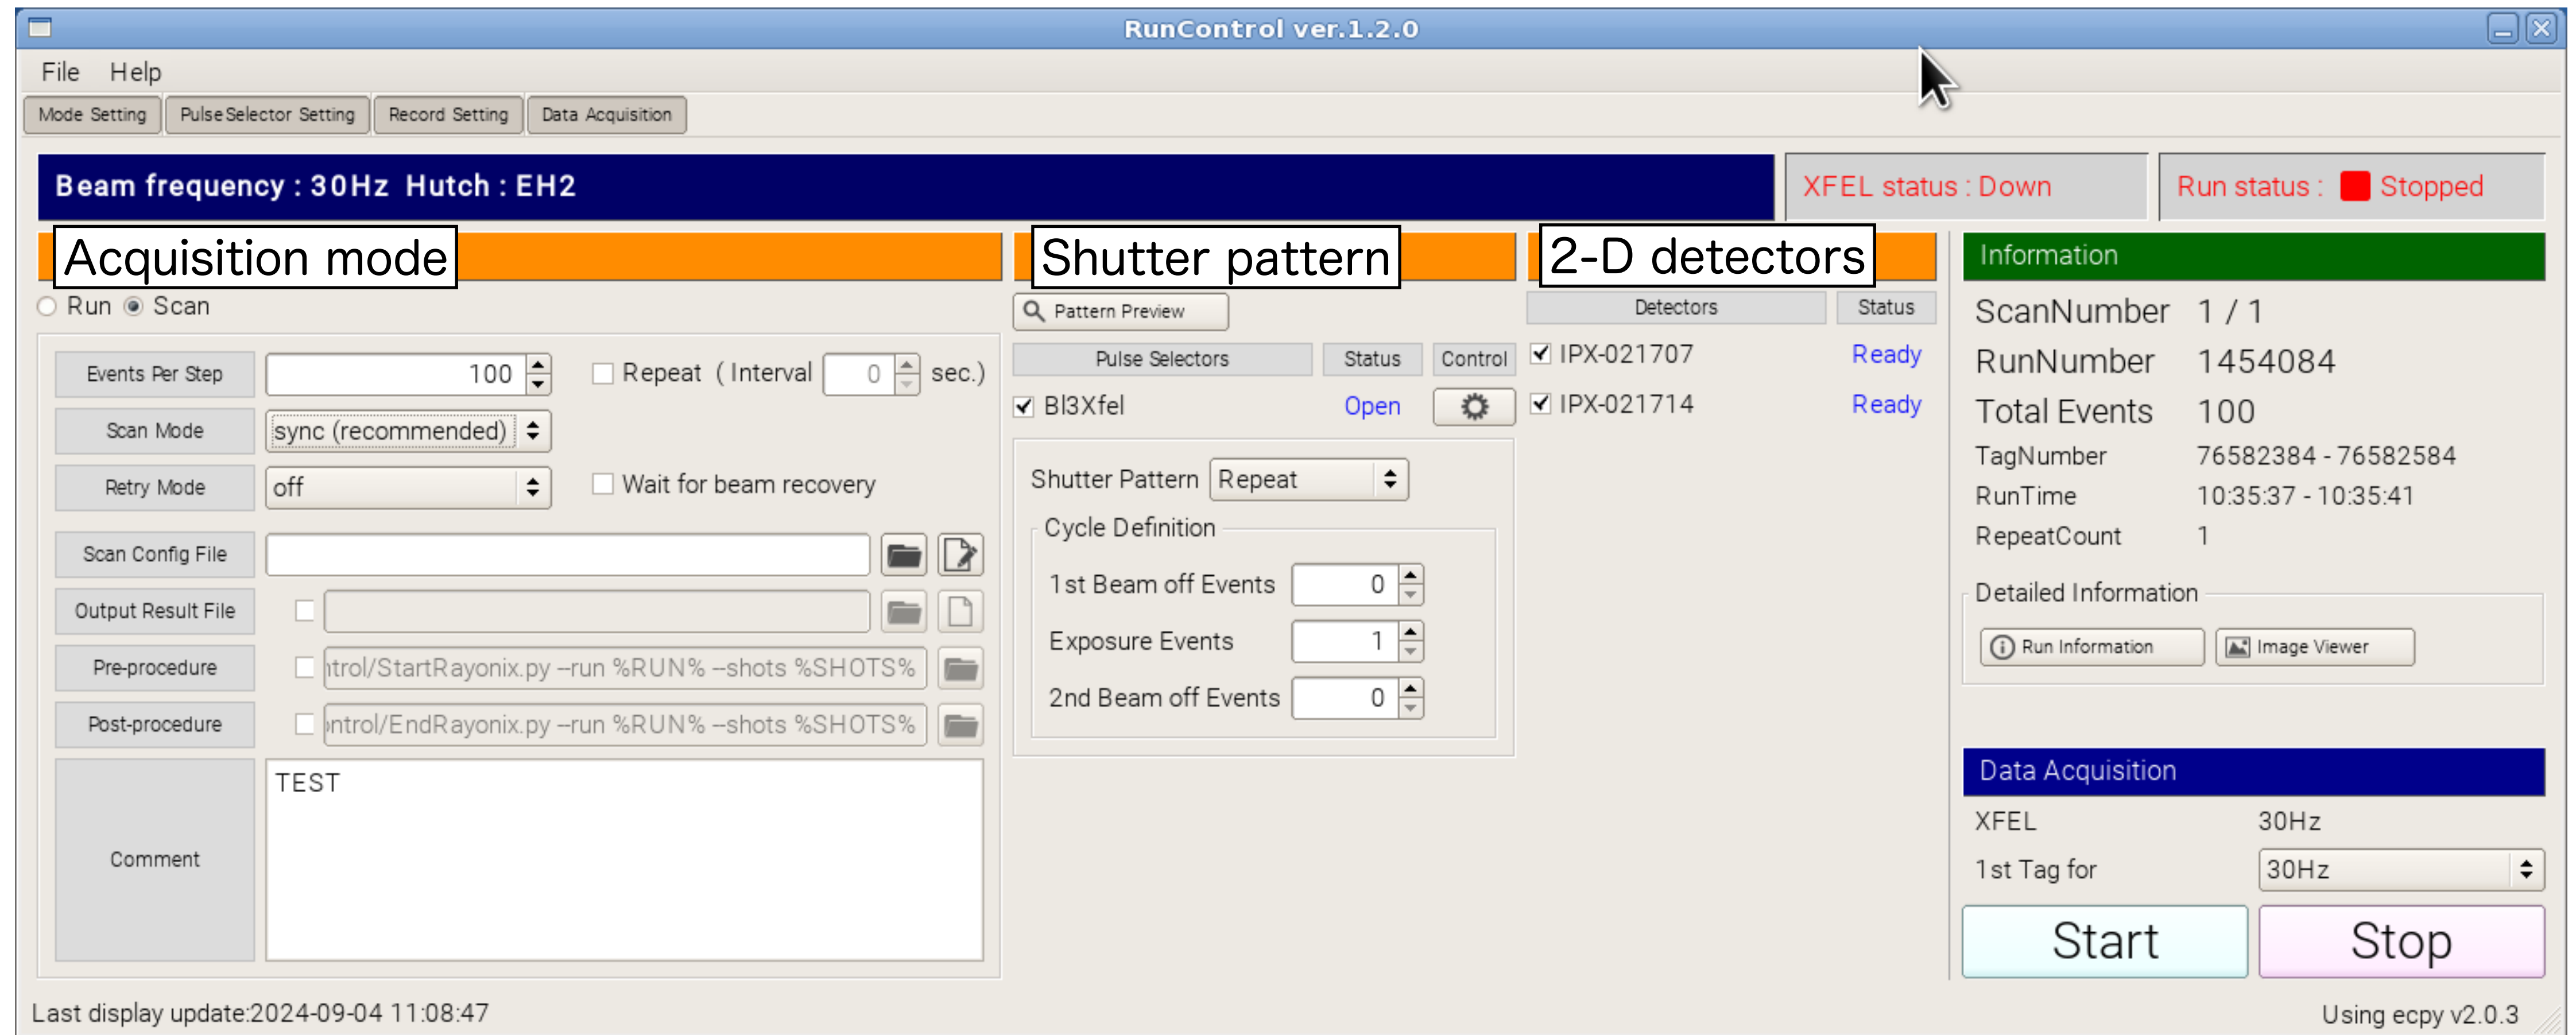 RunControl ver.1.2.0
File Help
Mode Setting PulseSelector Setting Record Setting Data Acquisition
Beam frequency : 30Hz Hutch : EH2
XFEL status : Down
Run status : Stopped
Acquisition mode
Run Scan
Events Per Step 100 Repeat ( Interval 0 sec.)
Scan Mode sync (recommended)
Retry Mode off Wait for beam recovery
Scan Config File
Output Result File
Pre-procedure ntrol/StartRayonix.py --run %RUN% --shots %SHOTS%
Post-procedure ontrol/EndRayonix.py --run %RUN% --shots %SHOTS%
Comment TEST
Shutter pattern
Pattern Preview
Pulse Selectors Status Control
Bl3Xfel Open
Shutter Pattern Repeat
Cycle Definition
1st Beam off Events 0
Exposure Events 1
2nd Beam off Events 0
2-D detectors
Detectors Status
IPX-021707 Ready
IPX-021714 Ready
Information
ScanNumber 1 / 1
RunNumber 1454084
Total Events 100
TagNumber 76582384 - 76582584
RunTime 10:35:37 - 10:35:41
RepeatCount 1
Detailed Information
Run Information Image Viewer
Data Acquisition
XFEL 30Hz
1st Tag for 30Hz
Start Stop
Last display update:2024-09-04 11:08:47
Using ecpy v2.0.3